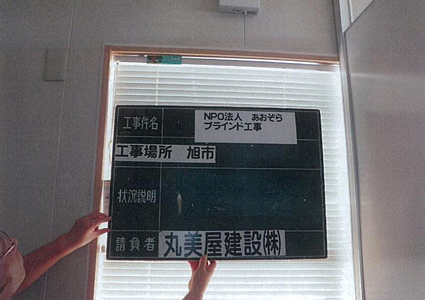 工事件名
NPO法人 あおぞら
ブラインド工事
工事場所 旭市
状況説明
請負者 丸美屋建設㈱